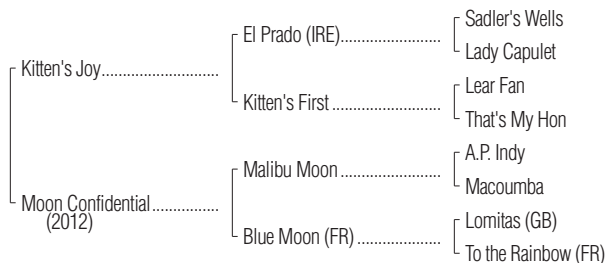 Sadler's Wells
El Prado (IRE)
Lady Capulet
Kitten's Joy
Lear Fan
Kitten's First
That's My Hon
A.P. Indy
Malibu Moon
Macoumba
Moon Confidential
(2012)
Lomitas (GB)
Blue Moon (FR)
To the Rainbow (FR)